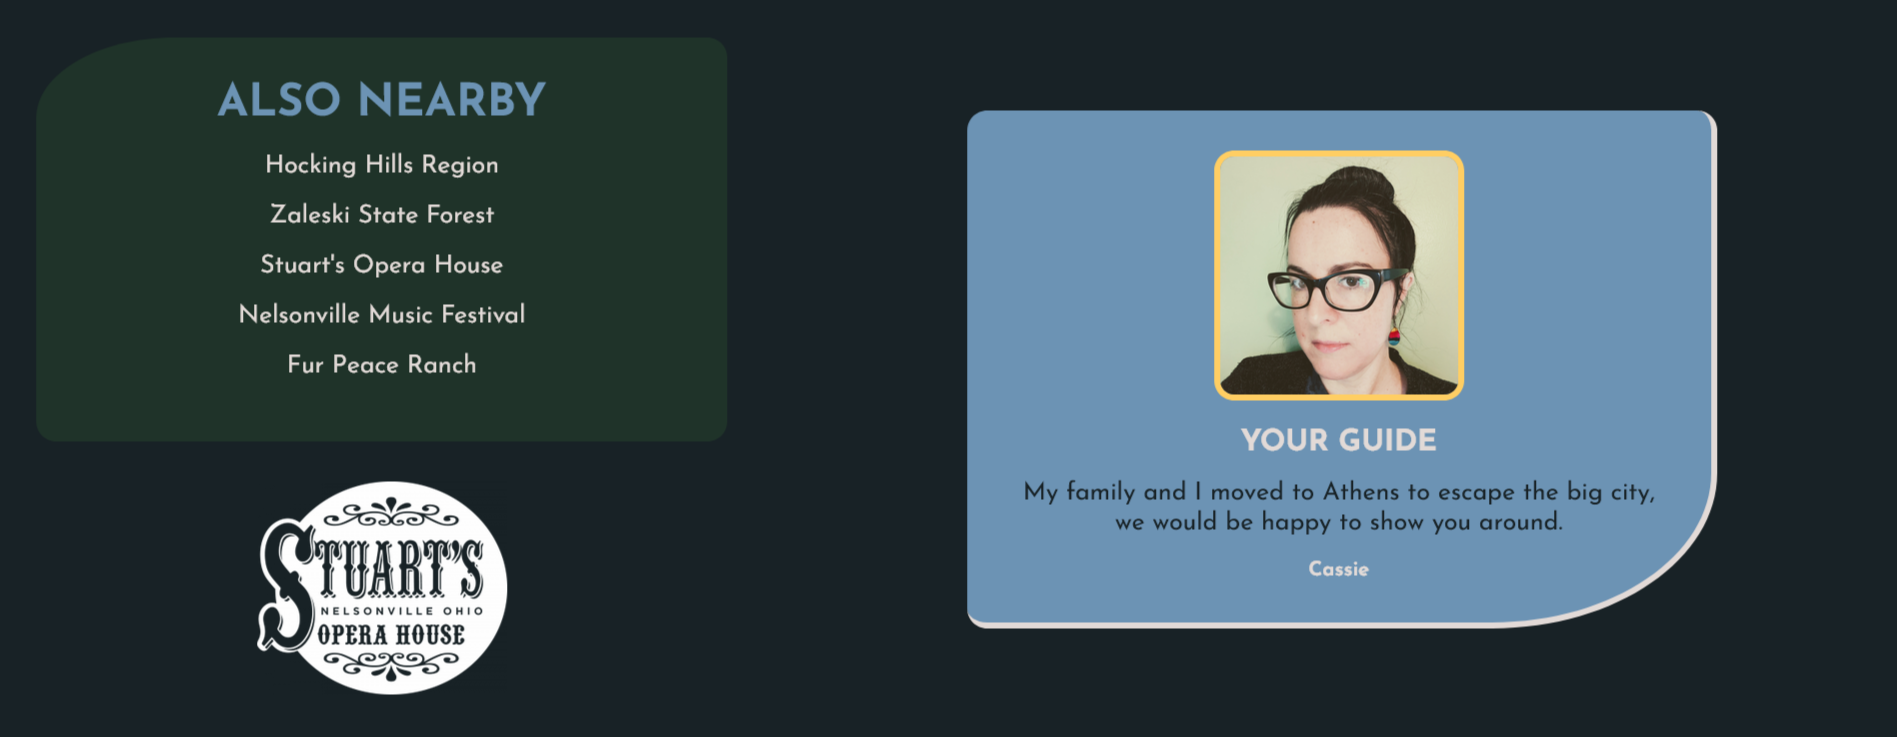 ALSO NEARBY
Hocking Hills Region
Zaleski State Forest
Stuart's Opera House
Nelsonville Music Festival
Fur Peace Ranch
STUART'S
NELSONVILLE OHIO
OPERA HOUSE
YOUR GUIDE
My family and I moved to Athens to escape the big city,
we would be happy to show you around.
Cassie